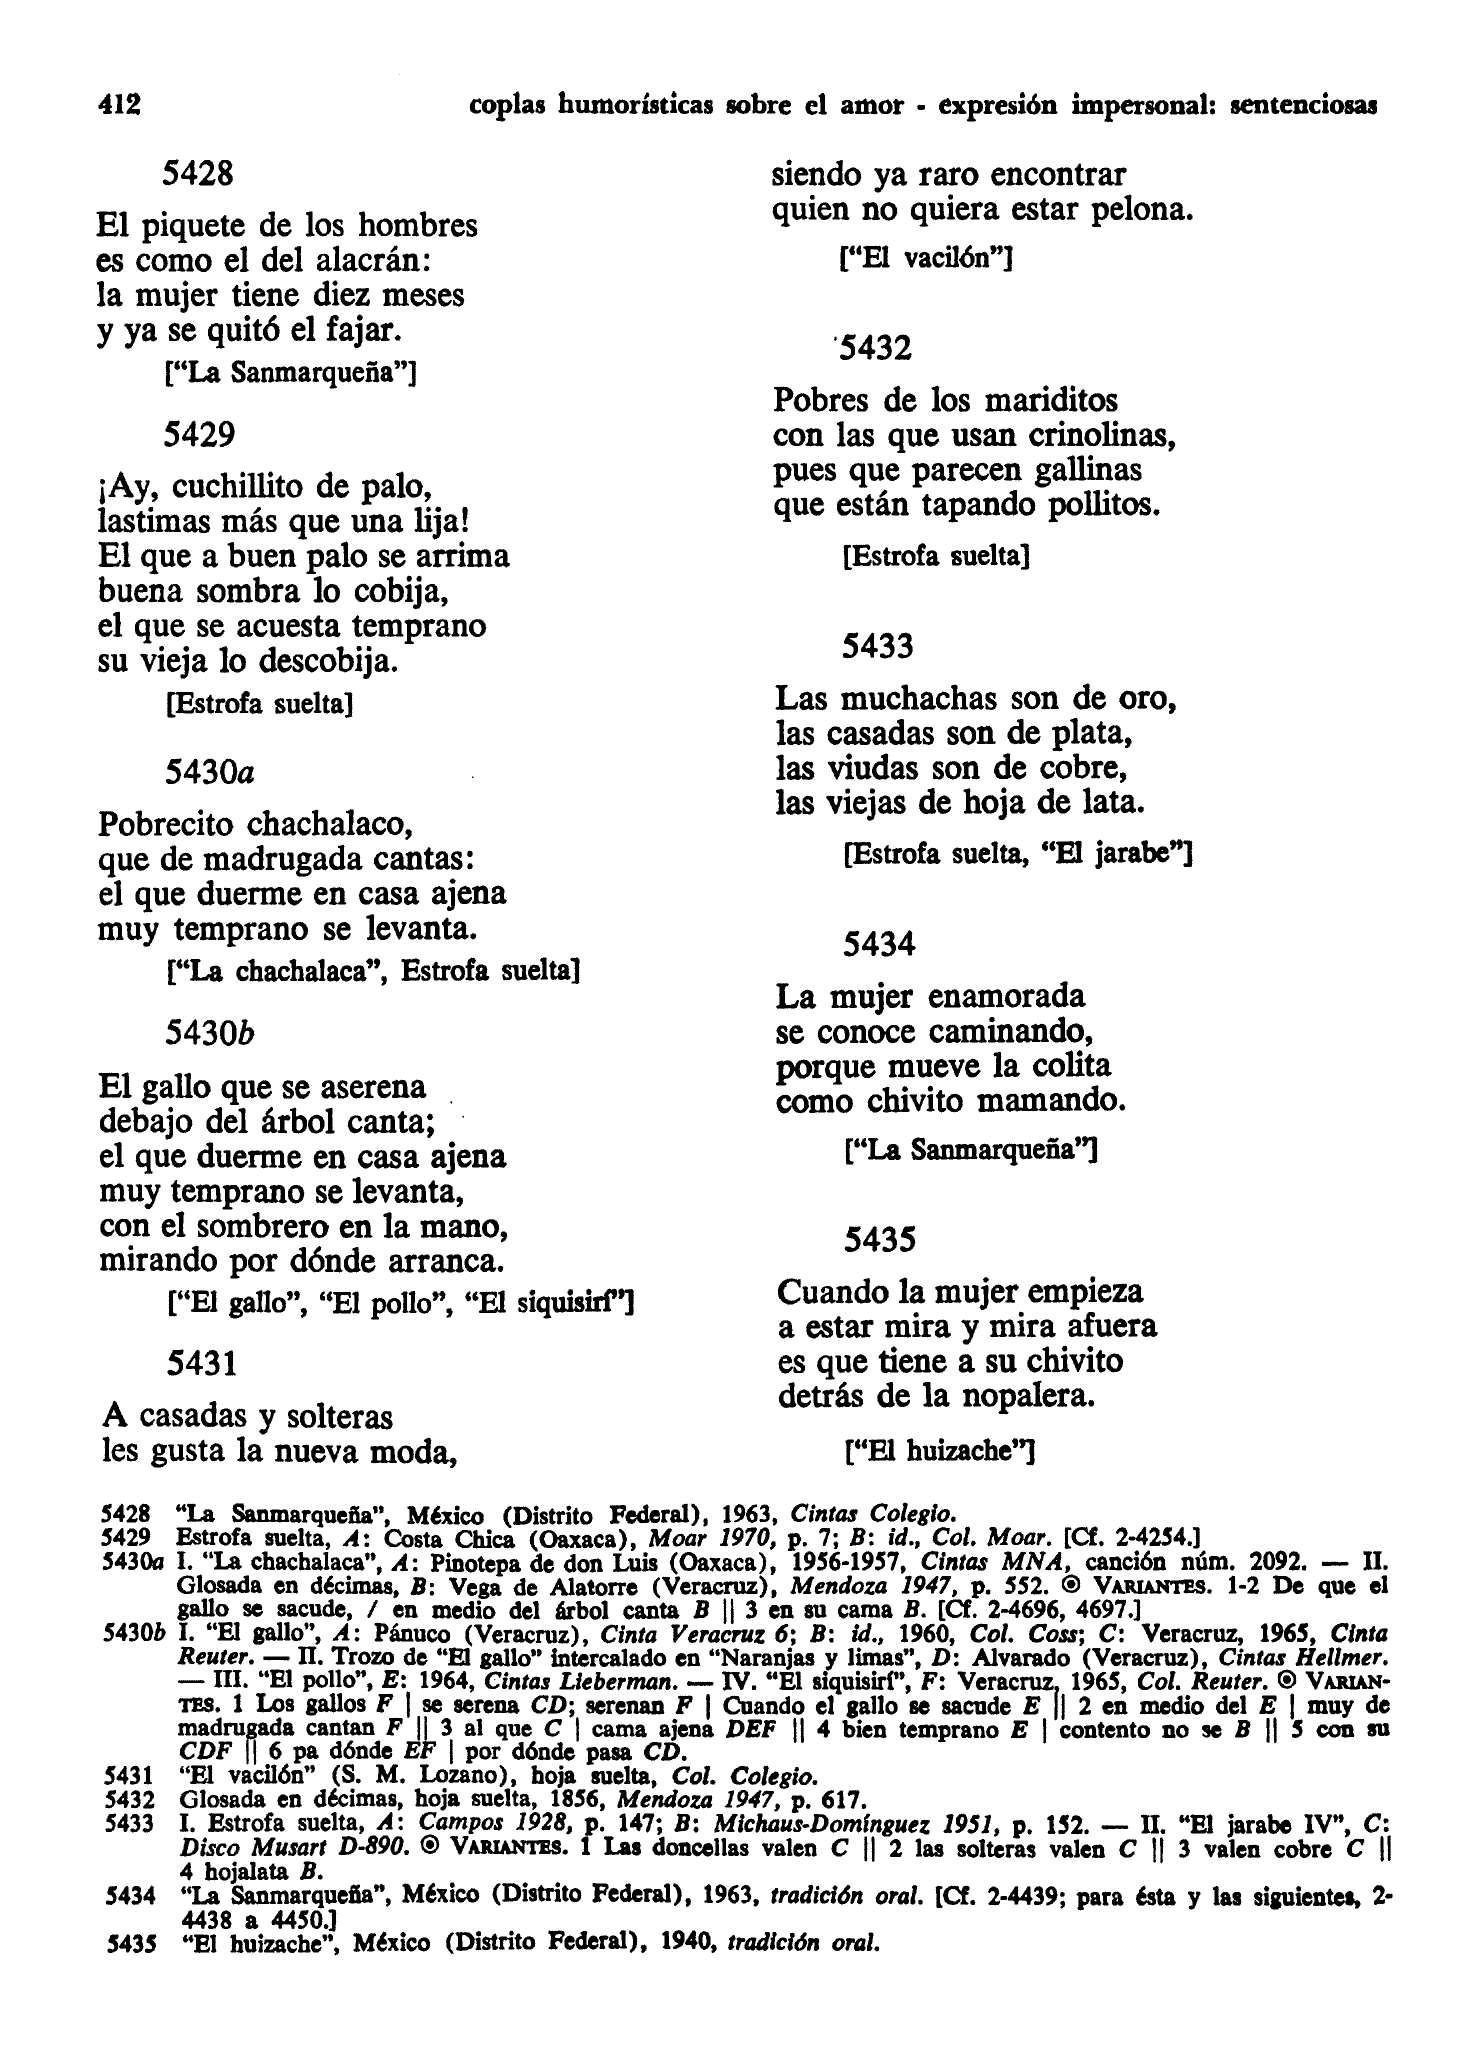 412 coplas humorísticas sobre el amor - expresión impersonal: sentenciosas
5428
El piquete de los hombres
es como el del alacrán:
la mujer tiene diez meses
y ya se quitó el fajar.
[“La Sanmarqueña”]
5429
¡Ay, cuchillito de palo,
lastimas más que una lija!
El que a buen palo se arrima
buena sombra lo cobija,
el que se acuesta temprano
su vieja lo descobija.
[Estrofa suelta]
5430a
Pobrecito chachalaco,
que de madrugada cantas:
el que duerme en casa ajena
muy temprano se levanta.
[“La chachalaca”, Estrofa suelta]
5430b
El gallo que se aserena
debajo del árbol canta;
el que duerme en casa ajena
muy temprano se levanta,
con el sombrero en la mano,
mirando por dónde arranca.
[“El gallo”, “El pollo”, “El siquisirí”]
5431
A casadas y solteras
les gusta la nueva moda,
siendo ya raro encontrar
quien no quiera estar pelona.
[“El vacilón”]
5432
Pobres de los mariditos
con las que usan crinolinas,
pues que parecen gallinas
que están tapando pollitos.
[Estrofa suelta]
5433
Las muchachas son de oro,
las casadas son de plata,
las viudas son de cobre,
las viejas de hoja de lata.
[Estrofa suelta, “El jarabe”]
5434
La mujer enamorada
se conoce caminando,
porque mueve la colita
como chivito mamando.
[“La Sanmarqueña”]
5435
Cuando la mujer empieza
a estar mira y mira afuera
es que tiene a su chivito
detrás de la nopalera.
[“El huizache”]
5428 “La Sanmarqueña”, México (Distrito Federal), 1963, Cintas Colegio.
5429 Estrofa suelta, A: Costa Chica (Oaxaca), Moar 1970, p. 7; B: id., Col. Moar. [Cf. 2-4254.]
5430a I. “La chachalaca”, A: Pinotepa de don Luis (Oaxaca), 1956-1957, Cintas MNA, canción núm. 2092. — II.
Glosada en décimas, B: Vega de Alatorre (Veracruz), Mendoza 1947, p. 552. ® VARIANTES. 1-2 De que el
gallo se sacude, / en medio del árbol canta B || 3 en su cama B. [Cf. 2-4696, 4697.]
5430b I. “El gallo”, A: Pánuco (Veracruz), Cinta Veracruz 6; B: id., 1960, Col. Coss; C: Veracruz, 1965, Cinta
Reuter. — II. Trozo de “El gallo” intercalado en “Naranjas y limas”, D: Alvarado (Veracruz), Cintas Hellmer.
— III. “El pollo”, E: 1964, Cintas Lieberman. — IV. “El siquisirí”, F: Veracruz, 1965, Col. Reuter. ® VARIAN-
TES. 1 Los gallos F | se serena CD; serenan F | Cuando el gallo se sacude E || 2 en medio del E | muy de
madrugada cantan F || 3 al que C | cama ajena DEF || 4 bien temprano E | contento no se B || 5 con su
CDF || 6 pa dónde EF | por dónde pasa CD.
5431 “El vacilón” (S. M. Lozano), hoja suelta, Col. Colegio.
5432 Glosada en décimas, hoja suelta, 1856, Mendoza 1947, p. 617.
5433 I. Estrofa suelta, A: Campos 1928, p. 147; B: Michaus-Domínguez 1951, p. 152. — II. “El jarabe IV”, C:
Disco Musart D-890. ® VARIANTES. 1 Las doncellas valen C || 2 las solteras valen C || 3 valen cobre C ||
4 hojalata B.
5434 “La Sanmarqueña”, México (Distrito Federal), 1963, tradición oral. [Cf. 2-4439; para ésta y las siguientes, 2-
4438 a 4450.]
5435 “El huizache”, México (Distrito Federal), 1940, tradición oral.